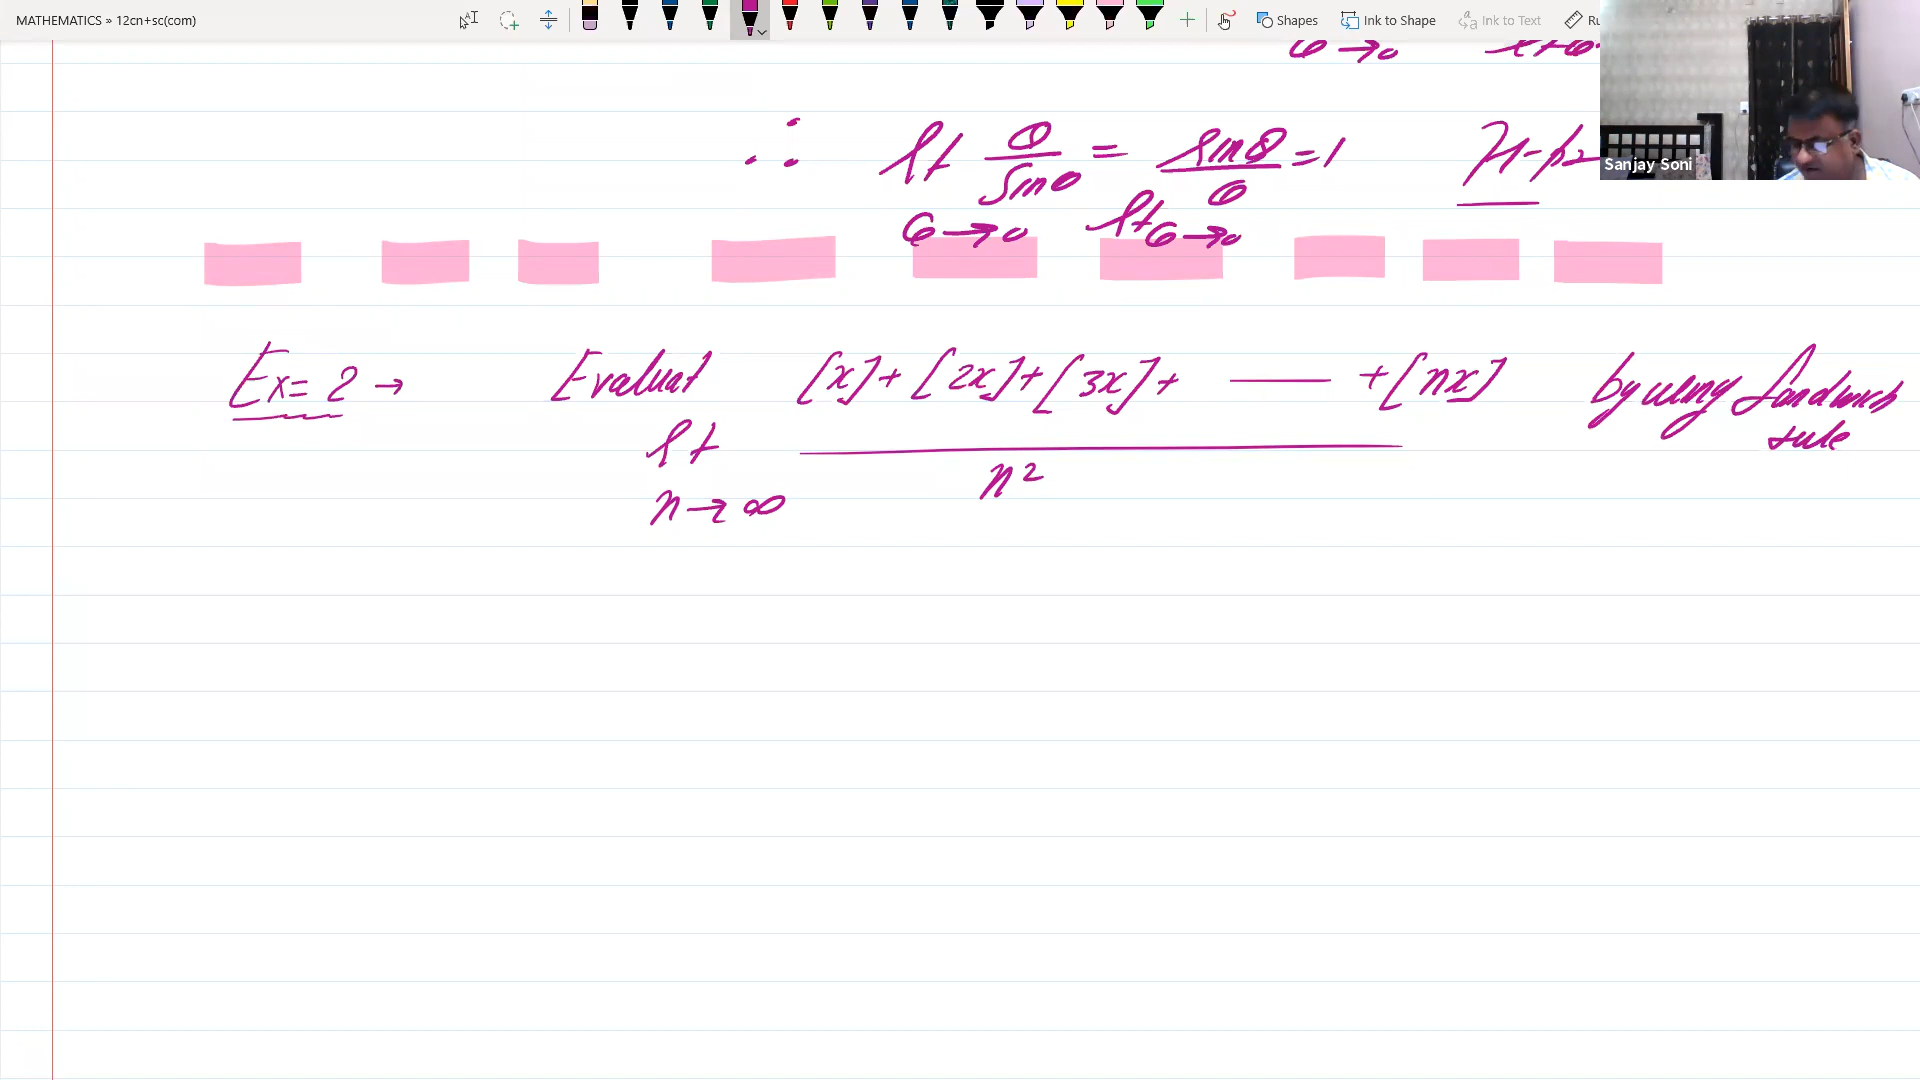 MATHEMATICS » 12cn+sc(com)
Shapes
Ink to Shape
Ink to Text
θ→0
Sanjay Soni
∴ lt θ/sinθ = sinθ/θ = 1
θ→0 lt θ→0
Ex= 2 → Evaluat [x]+[2x]+[3x]+ —— +[nx] by using Sandwich
rule
lt
n²
n→∞